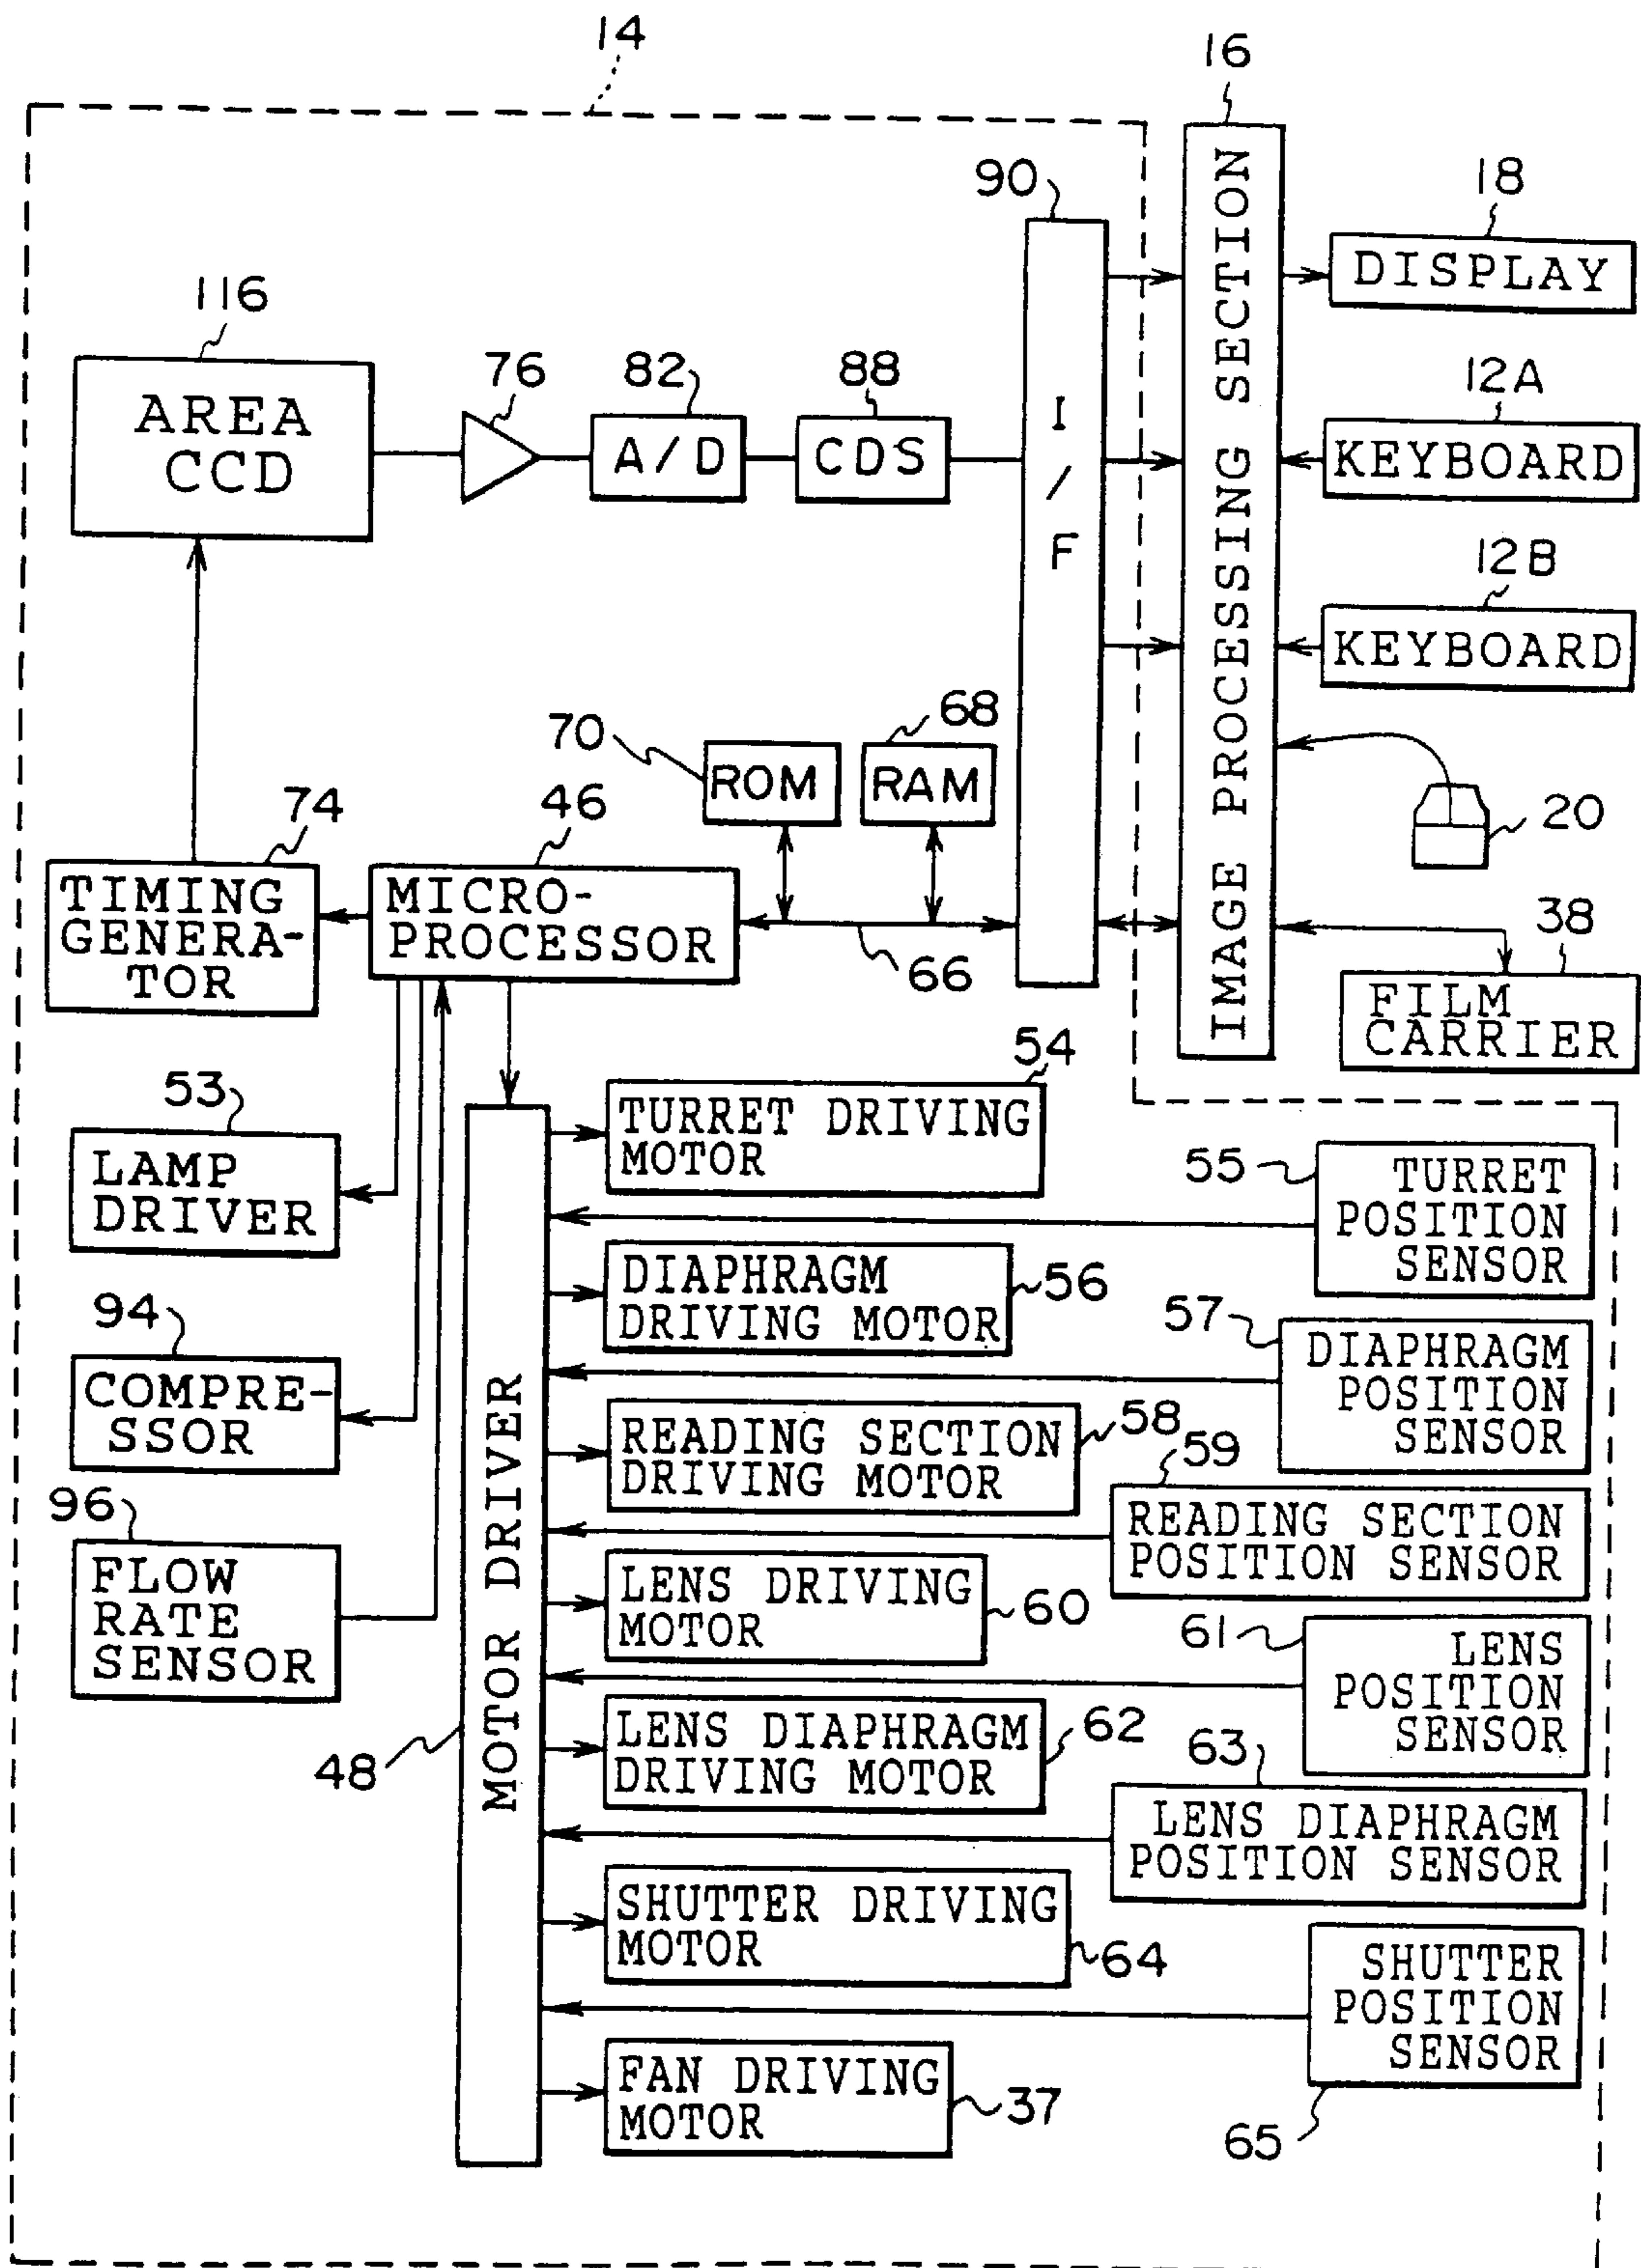 14
16
90
18
DISPLAY
116
AREA
CCD
76
82
A/D
88
CDS
I
/
F
IMAGE PROCESSING SECTION
12A
KEYBOARD
12B
KEYBOARD
70
ROM
68
RAM
20
74
TIMING
GENERA-
TOR
46
MICRO-
PROCESSOR
66
38
FILM
CARRIER
53
LAMP
DRIVER
54
TURRET DRIVING
MOTOR
55
TURRET
POSITION
SENSOR
94
COMPRE-
SSOR
DIAPHRAGM
DRIVING MOTOR
56
57
DIAPHRAGM
POSITION
SENSOR
96
FLOW
RATE
SENSOR
READING SECTION
DRIVING MOTOR
58
59
READING SECTION
POSITION SENSOR
LENS DRIVING
MOTOR
60
61
LENS
POSITION
SENSOR
48
MOTOR DRIVER
LENS DIAPHRAGM
DRIVING MOTOR
62
63
LENS DIAPHRAGM
POSITION SENSOR
SHUTTER DRIVING
MOTOR
64
SHUTTER
POSITION
SENSOR
65
FAN DRIVING
MOTOR
37